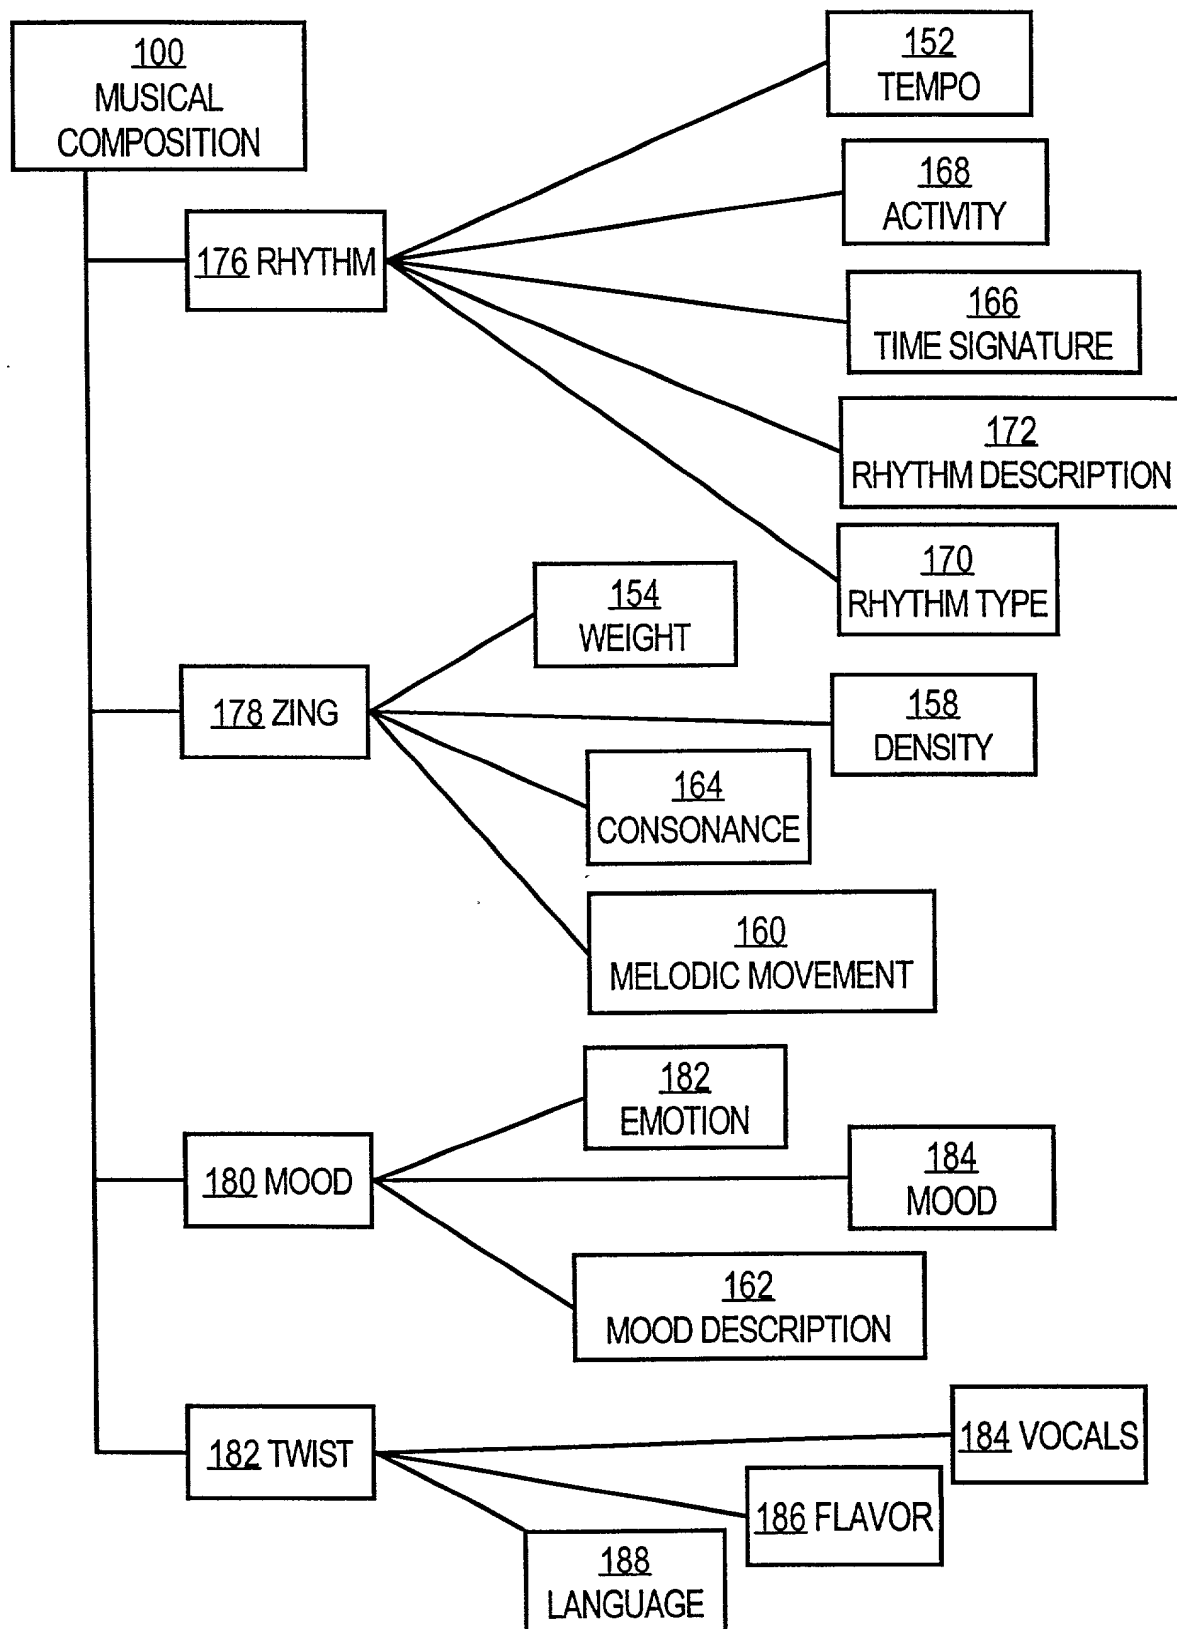 100
MUSICAL
COMPOSITION
152
TEMPO
168
ACTIVITY
176 RHYTHM
166
TIME SIGNATURE
172
RHYTHM DESCRIPTION
170
RHYTHM TYPE
154
WEIGHT
178 ZING
158
DENSITY
164
CONSONANCE
160
MELODIC MOVEMENT
182
EMOTION
180 MOOD
184
MOOD
162
MOOD DESCRIPTION
182 TWIST
184 VOCALS
186 FLAVOR
188
LANGUAGE